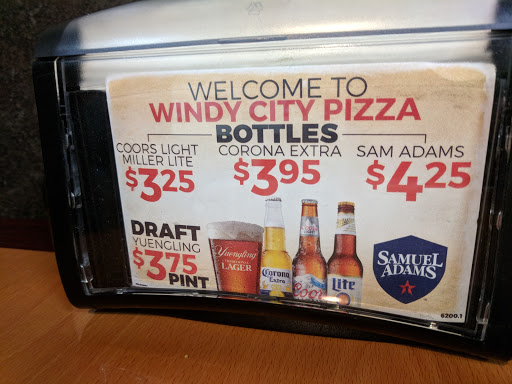 WELCOME TO
WINDY CITY PIZZA
BOTTLES
COORS LIGHT
MILLER LITE
$3.25
CORONA EXTRA
$3.95
SAM ADAMS
$4.25
DRAFT
YUENGLING
$3.75
PINT
Yuengling
TRADITIONAL
LAGER
Corona
Extra
Coors
Lite
SAMUEL
ADAMS
6200.1